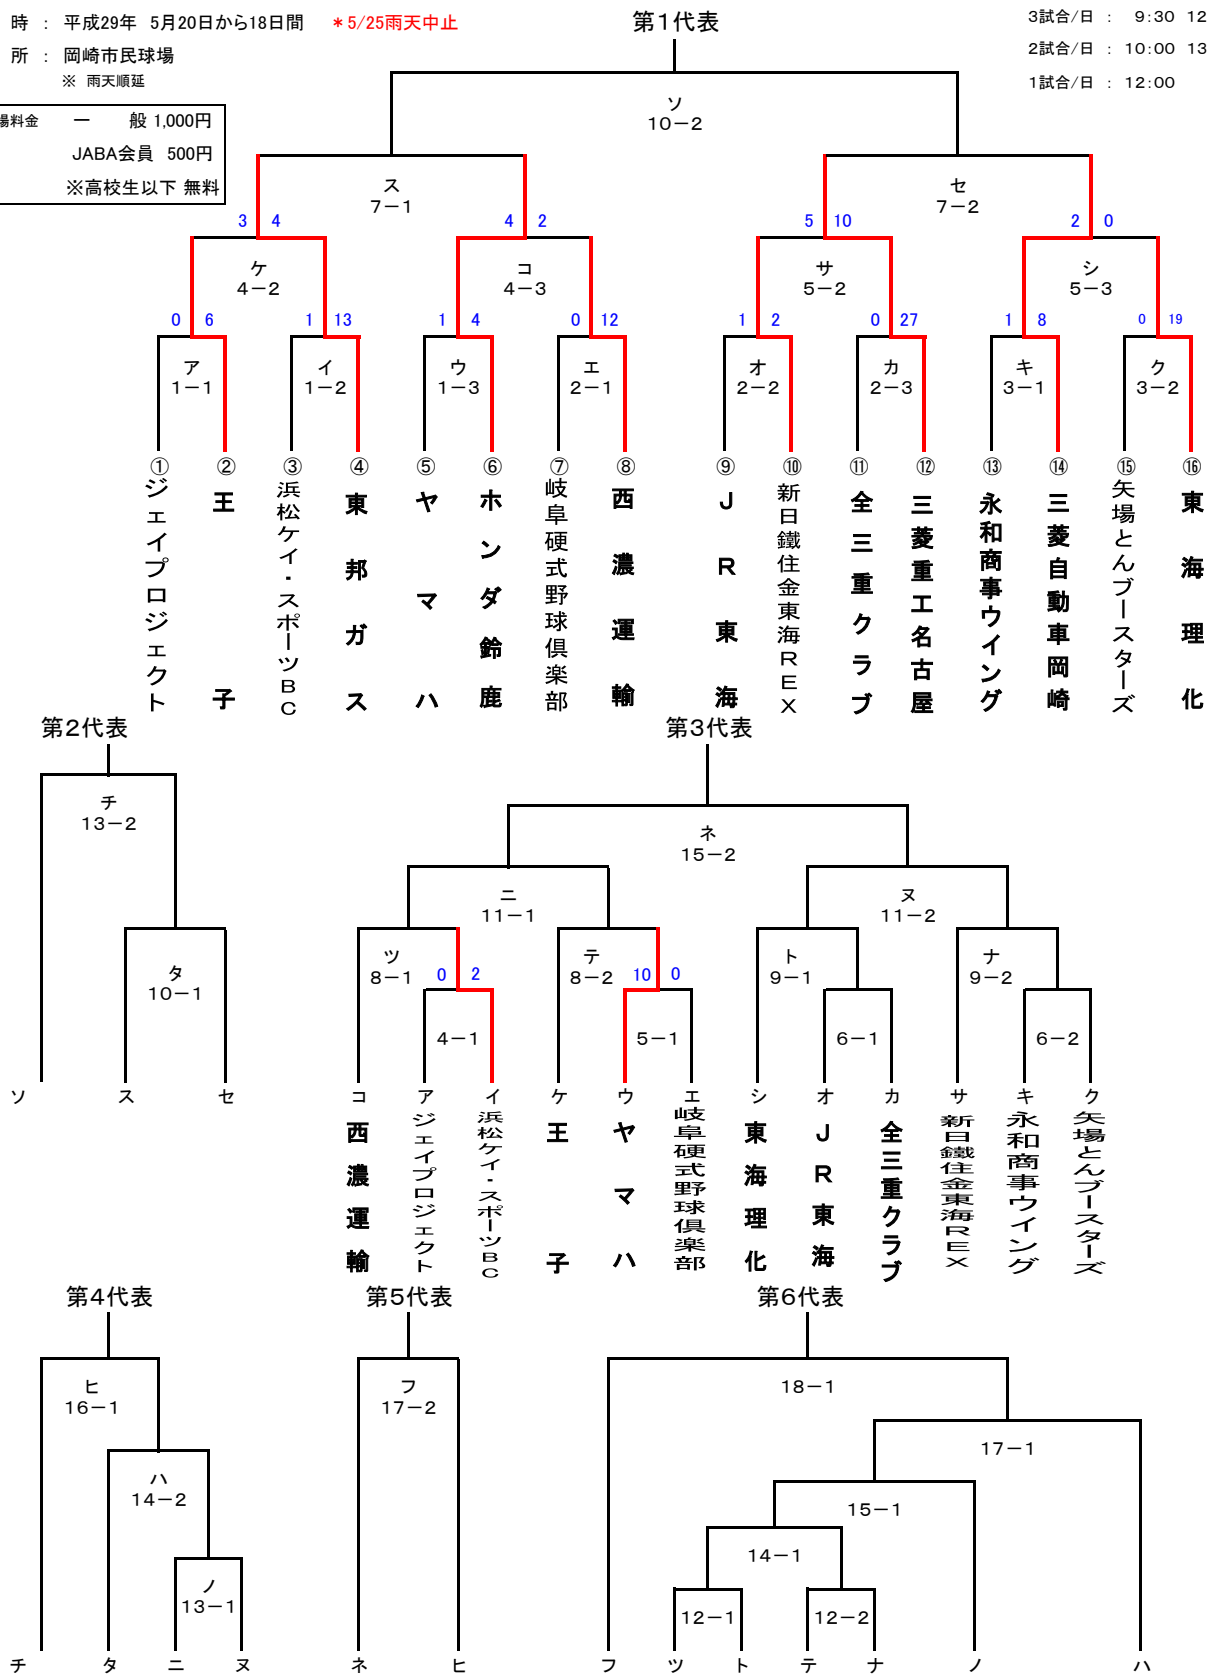 時 : 平成29年 5月20日から18日間 *5/25雨天中止
第1代表
3試合/日 : 9:30 12
所 : 岡崎市民球場
2試合/日 : 10:00 13
※ 雨天順延
1試合/日 : 12:00
場料金 一 般 1,000円
JABA会員 500円
※高校生以下 無料
ソ
10-2
ス セ
7-1 7-2
3 4 4 2 5 10 2 0
ケ コ サ シ
4-2 4-3 5-2 5-3
0 6 1 13 1 4 0 12 1 2 0 27 1 8 0 19
ア イ ウ エ オ カ キ ク
1-1 1-2 1-3 2-1 2-2 2-3 3-1 3-2
① ② ③ ④ ⑤ ⑥ ⑦ ⑧ ⑨ ⑩ ⑪ ⑫ ⑬ ⑭ ⑮ ⑯
ジェイプロジェクト
王子
浜松ケイ・スポーツBC
東邦ガス
ヤマハ
ホンダ鈴鹿
岐阜硬式野球倶楽部
西濃運輸
JR東海
新日鐵住金東海REX
全三重クラブ
三菱重工名古屋
永和商事ウイング
三菱自動車岡崎
矢場とんブースターズ
東海理化
第2代表
チ
13-2
タ
10-1
ソ ス セ
第3代表
ネ
15-2
ニ ヌ
11-1 11-2
ツ テ ト ナ
8-1 8-2 9-1 9-2
0 2 10 0
4-1 5-1 6-1 6-2
コ ア イ ケ ウ エ シ オ カ サ キ ク
西濃運輸
ジェイプロジェクト
浜松ケイ・スポーツBC
王子
ヤマハ
岐阜硬式野球倶楽部
東海理化
JR東海
全三重クラブ
新日鐵住金東海REX
永和商事ウイング
矢場とんブースターズ
第4代表
ヒ
16-1
ハ
14-2
ノ
13-1
チ タ ニ ヌ
第5代表
フ
17-2
ネ ヒ
第6代表
18-1
17-1
15-1
14-1
12-1 12-2
フ ツ ト テ ナ ノ ハ